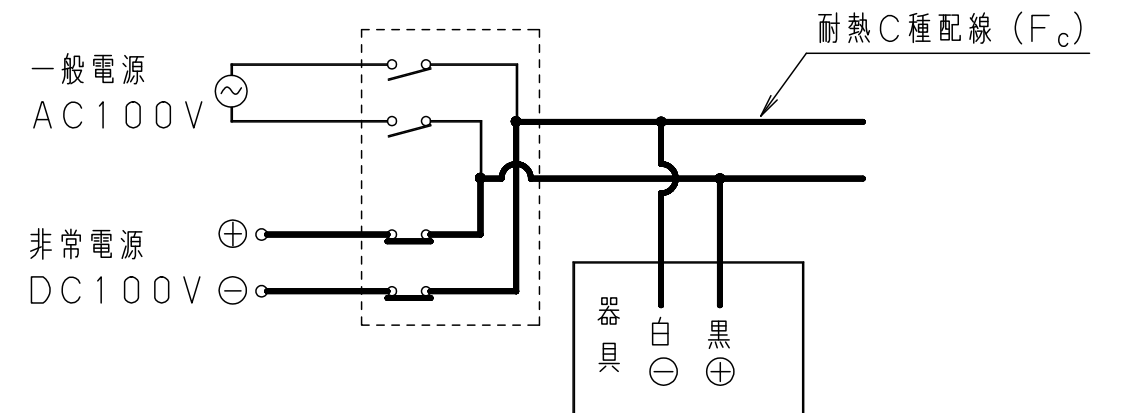 耐熱C種配線(Fc)
一般電源
AC100V
非常電源
DC100V
⊕
⊖
器具
白
⊖
黒
⊕